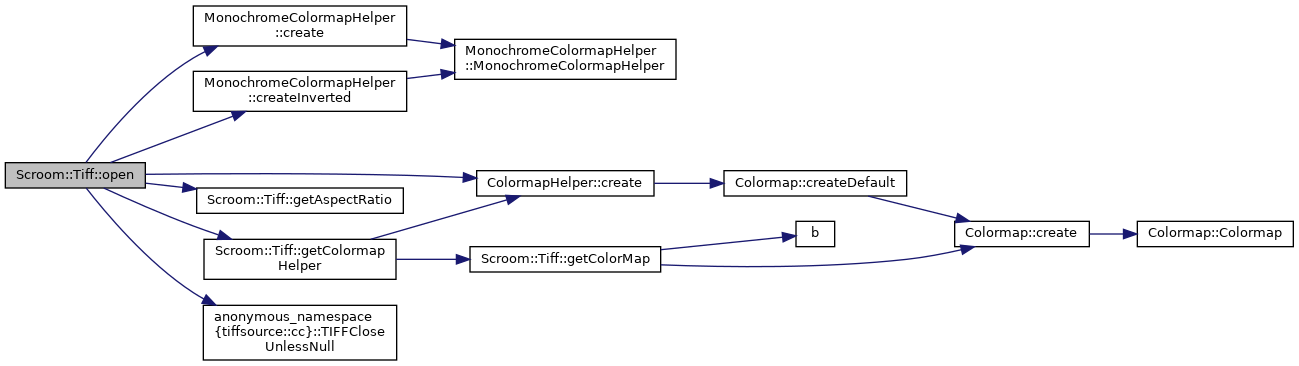 MonochromeColormapHelper
::create
MonochromeColormapHelper
::MonochromeColormapHelper
MonochromeColormapHelper
::createInverted
Scroom::Tiff::open
ColormapHelper::create
Colormap::createDefault
Scroom::Tiff::getAspectRatio
b
Colormap::create
Colormap::Colormap
Scroom::Tiff::getColormap
Helper
Scroom::Tiff::getColorMap
anonymous_namespace
{tiffsource::cc}::TIFFClose
UnlessNull